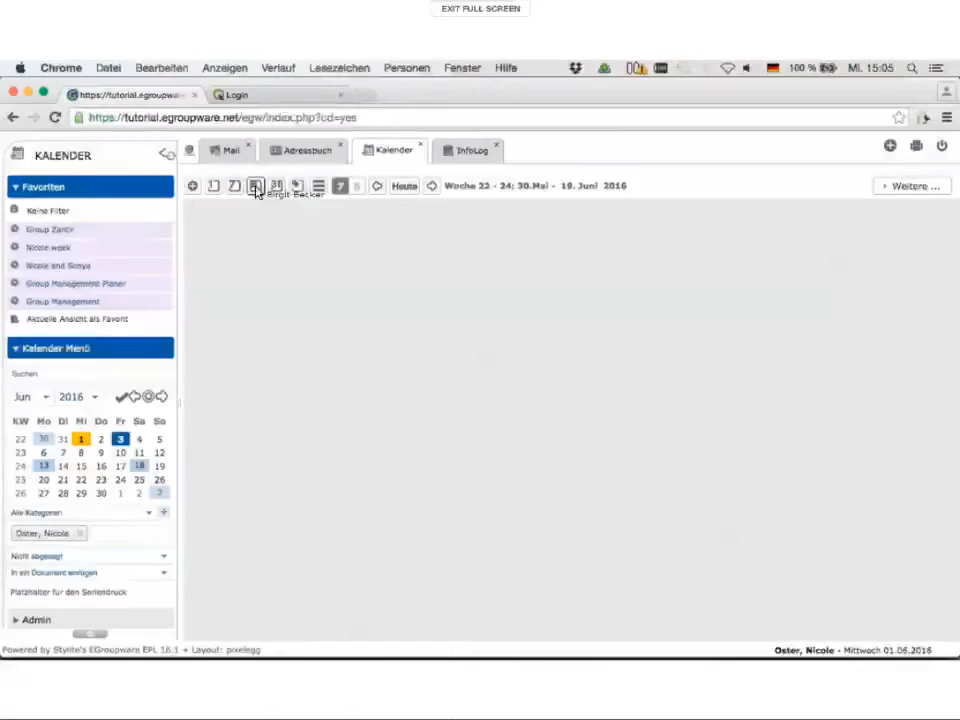 EXIT FULL SCREEN
Chrome Datei Bearbeiten Anzeigen Verlauf Lesezeichen Personen Fenster Hilfe 100 % Mi. 15:05
https://tutorial.egroupwa Login
https://tutorial.egroupware.net/egw/index.php?cd=yes
KALENDER Mail Adressbuch Kalender InfoLog
Favoriten 7 Heute Woche 22 - 24: 30.Mai - 19. Juni 2016 Weitere ...
Birgit Becker
Keine Filter
Group Zantir
Nicole week
Nicole and Sonya
Group Management Planer
Group Management
Aktuelle Ansicht als Favorit
Kalender Menü
Suchen
Jun 2016
KW Mo Di Mi Do Fr Sa So
22 30 31 1 2 3 4 5
23 6 7 8 9 10 11 12
24 13 14 15 16 17 18 19
25 20 21 22 23 24 25 26
26 27 28 29 30 1 2 3
Alle Kategorien
Oster, Nicole
Nicht abgesagt
In ein Dokument einfügen
Platzhalter für den Seriendruck
Admin
Powered by Stylite's EGroupware EPL 16.1 + Layout: pixelegg Oster, Nicole - Mittwoch 01.06.2016